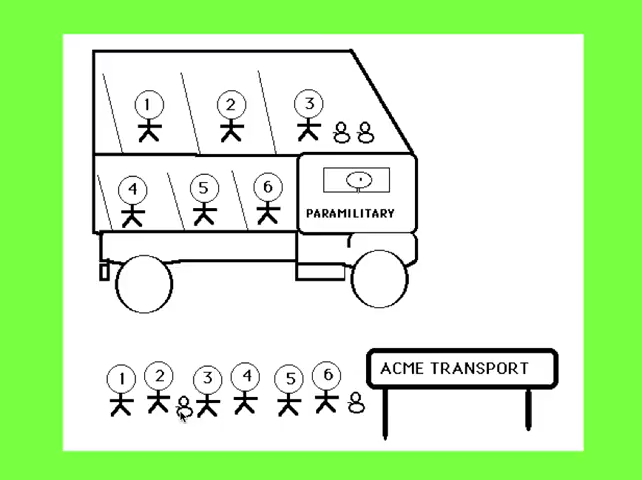 1 2 3
4 5 6
PARAMILITARY
1 2 3 4 5 6
ACME TRANSPORT